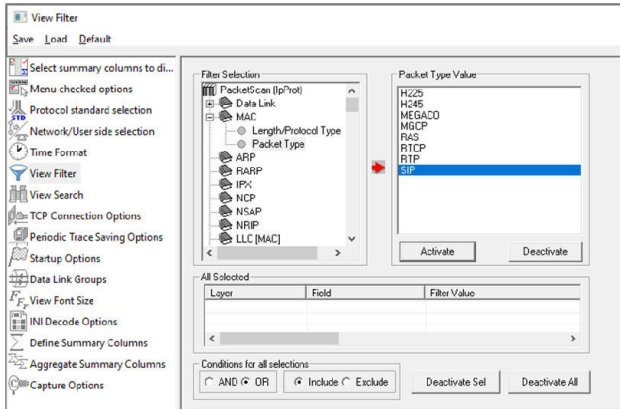 View Filter
Save Load Default
Select summary columns to di...
Menu checked options
Protocol standard selection
STD
Network/User side selection
Time Format
View Filter
View Search
TCP Connection Options
Periodic Trace Saving Options
Startup Options
Data Link Groups
View Font Size
INI Decode Options
Define Summary Columns
Aggregate Summary Columns
Capture Options
Filter Selection
PacketScan (IpProt)
Data Link
MAC
Length/Protocol Type
Packet Type
ARP
RARP
IPX
NCP
NSAP
NRIP
LLC [MAC]
Packet Type Value
H225
H245
MEGACO
MGCP
RAS
RTCP
RTP
SIP
Activate Deactivate
All Selected
Layer Field Filter Value
Conditions for all selections
AND OR Include Exclude
Deactivate Sel Deactivate All